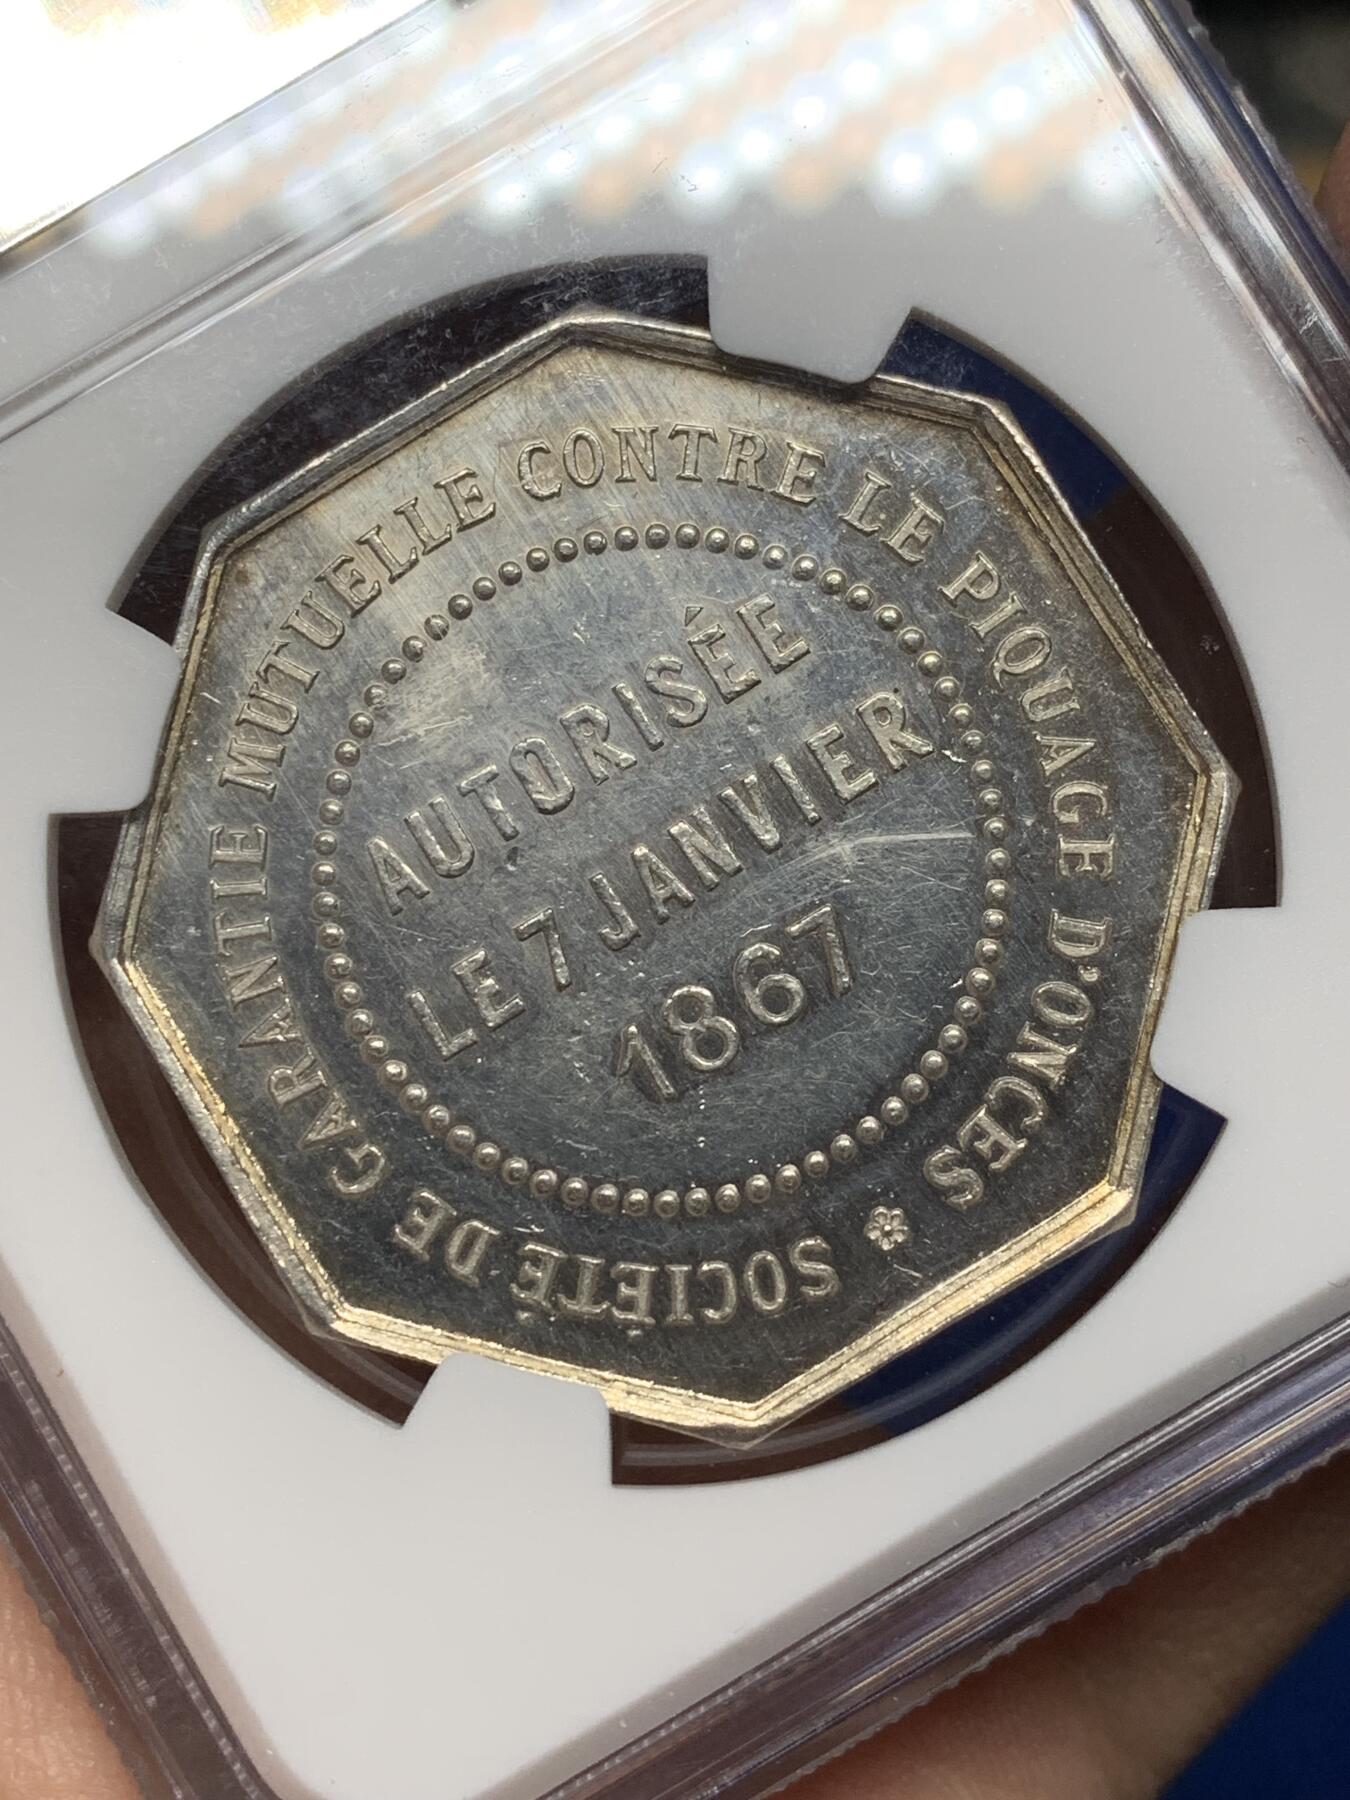 SOCIÉTÉ DE GARANTIE MUTUELLE CONTRE LE PIQUAGE D'ONCES
AUTORISÉE
LE 7 JANVIER
1867